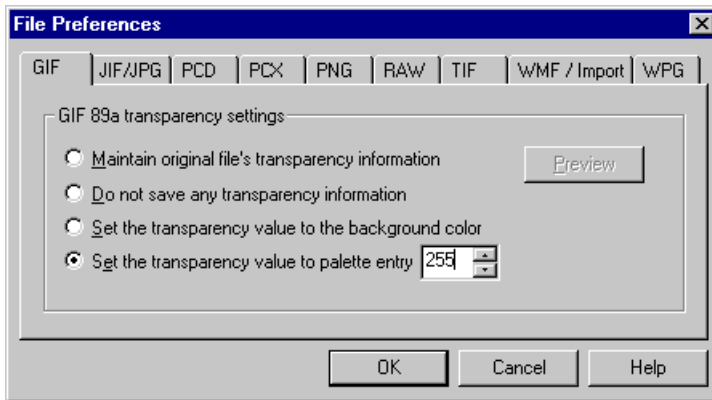 File Preferences
GIF JIF/JPG PCD PCX PNG RAW TIF WMF / Import WPG
GIF 89a transparency settings
Maintain original file's transparency information Preview
Do not save any transparency information
Set the transparency value to the background color
Set the transparency value to palette entry 255
OK Cancel Help